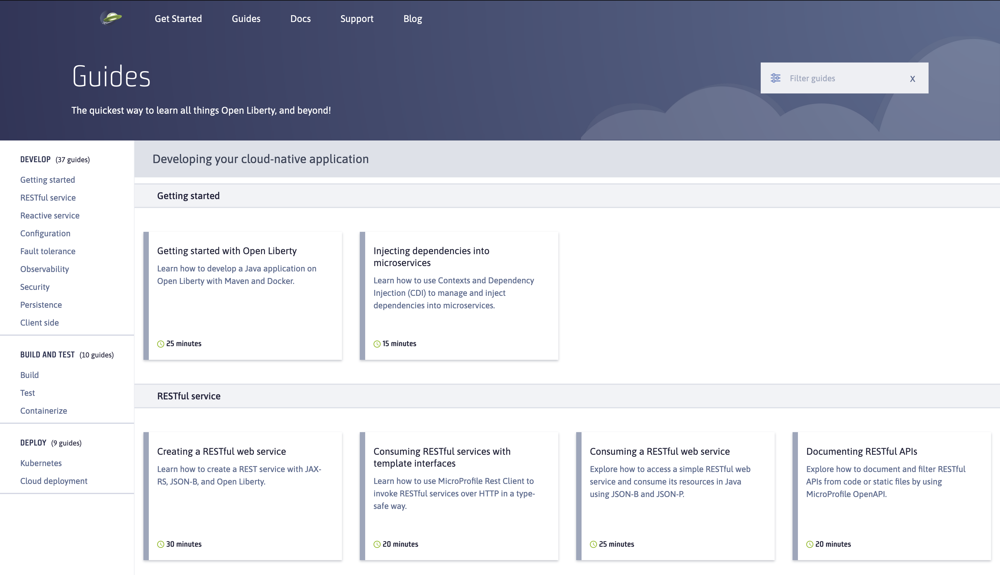 Get Started
Guides
Docs
Support
Blog
Guides
Filter guides
X
The quickest way to learn all things Open Liberty, and beyond!
DEVELOP (37 guides)
Getting started
RESTful service
Reactive service
Configuration
Fault tolerance
Observability
Security
Persistence
Client side
BUILD AND TEST (10 guides)
Build
Test
Containerize
DEPLOY (9 guides)
Kubernetes
Cloud deployment
Developing your cloud-native application
Getting started
Getting started with Open Liberty
Learn how to develop a Java application on
Open Liberty with Maven and Docker.
25 minutes
Injecting dependencies into
microservices
Learn how to use Contexts and Dependency
Injection (CDI) to manage and inject
dependencies into microservices.
15 minutes
RESTful service
Creating a RESTful web service
Learn how to create a REST service with JAX-
RS, JSON-B, and Open Liberty.
30 minutes
Consuming RESTful services with
template interfaces
Learn how to use MicroProfile Rest Client to
invoke RESTful services over HTTP in a type-
safe way.
20 minutes
Consuming a RESTful web service
Explore how to access a simple RESTful web
service and consume its resources in Java
using JSON-B and JSON-P.
25 minutes
Documenting RESTful APIs
Explore how to document and filter RESTful
APIs from code or static files by using
MicroProfile OpenAPI.
20 minutes